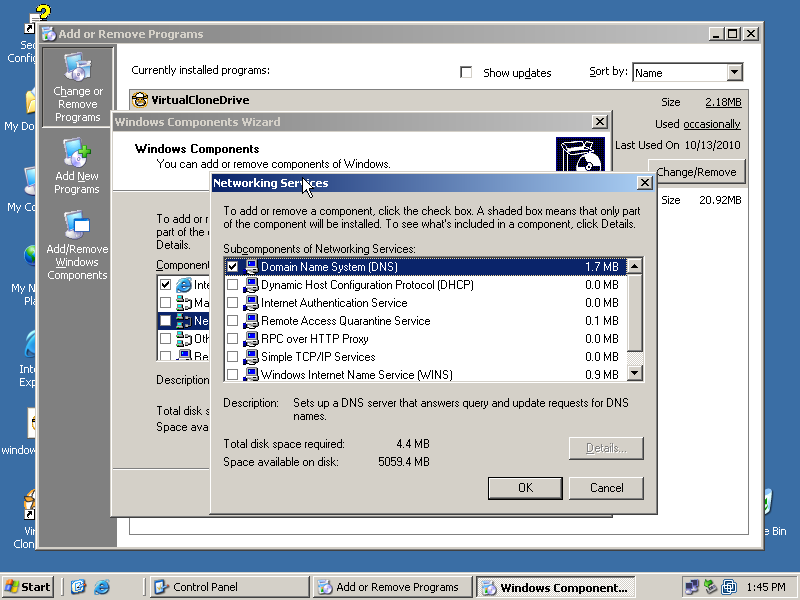 Add or Remove Programs
Change or
Remove
Programs
Add New
Programs
Add/Remove
Windows
Components
Currently installed programs:
Show updates
Sort by:
Name
VirtualCloneDrive
Size 2.18MB
Used occasionally
Last Used On 10/13/2010
Change/Remove
Size 20.92MB
Windows Components Wizard
Windows Components
You can add or remove components of Windows.
To add or r
part of the c
Details.
Component
Inte
Ma
Ne
Oth
Re
Description
Total disk s
Space ava
Networking Services
To add or remove a component, click the check box. A shaded box means that only part
of the component will be installed. To see what's included in a component, click Details.
Subcomponents of Networking Services:
Domain Name System (DNS) 1.7 MB
Dynamic Host Configuration Protocol (DHCP) 0.0 MB
Internet Authentication Service 0.0 MB
Remote Access Quarantine Service 0.1 MB
RPC over HTTP Proxy 0.0 MB
Simple TCP/IP Services 0.0 MB
Windows Internet Name Service (WINS) 0.9 MB
Description: Sets up a DNS server that answers query and update requests for DNS
names.
Total disk space required: 4.4 MB
Space available on disk: 5059.4 MB
Details...
OK
Cancel
Sec
Config
My Do
My Co
My N
Pla
Inte
Exp
window
Vir
Clon
e Bin
Start
Control Panel
Add or Remove Programs
Windows Component...
1:45 PM